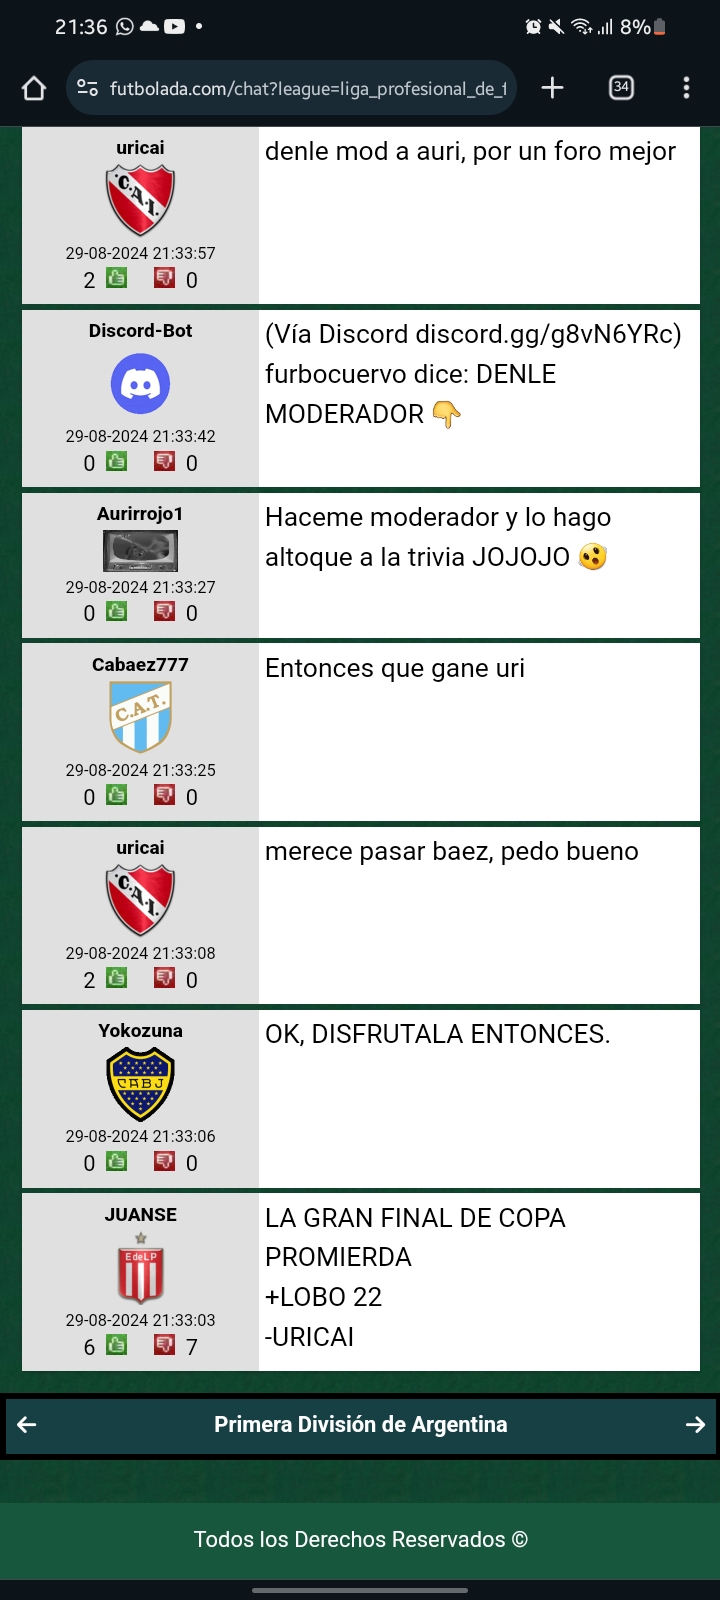 21:36
8%
futbolada.com/chat?league=liga_profesional_de_f
34
uricai
C.A.I.
29-08-2024 21:33:57
2 0
denle mod a auri, por un foro mejor
Discord-Bot
29-08-2024 21:33:42
0 0
(Vía Discord discord.gg/g8vN6YRc)
furbocuervo dice: DENLE
MODERADOR 👇
Aurirrojo1
29-08-2024 21:33:27
0 0
Haceme moderador y lo hago
altoque a la trivia JOJOJO
Cabaez777
C.A.T.
29-08-2024 21:33:25
0 0
Entonces que gane uri
uricai
C.A.I.
29-08-2024 21:33:08
2 0
merece pasar baez, pedo bueno
Yokozuna
CABJ
29-08-2024 21:33:06
0 0
OK, DISFRUTALA ENTONCES.
JUANSE
EdeLP
29-08-2024 21:33:03
6 7
LA GRAN FINAL DE COPA
PROMIERDA
+LOBO 22
-URICAI
Primera División de Argentina
Todos los Derechos Reservados ©